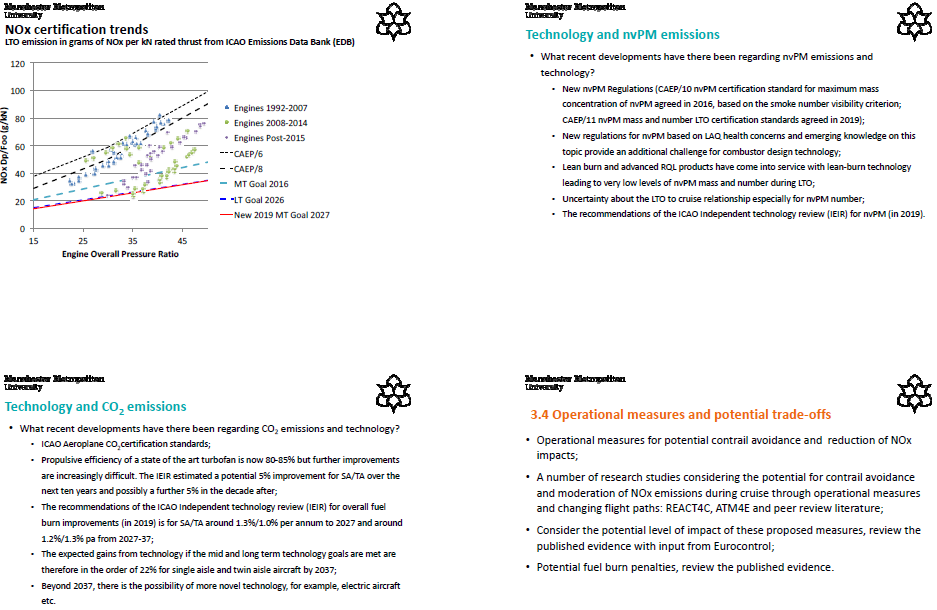 Manchester Metropolitan
University
NOx certification trends
LTO emission in grams of NOx per kN rated thrust from ICAO Emissions Data Bank (EDB)
NOx Dp/Foo (g/kN)
120
100
80
60
40
20
0
15
25
35
45
Engine Overall Pressure Ratio
Engines 1992-2007
Engines 2008-2014
Engines Post-2015
CAEP/6
CAEP/8
MT Goal 2016
LT Goal 2026
New 2019 MT Goal 2027
Manchester Metropolitan
University
Technology and nvPM emissions
• What recent developments have there been regarding nvPM emissions and
technology?
• New nvPM Regulations (CAEP/10 nvPM certification standard for maximum mass
concentration of nvPM agreed in 2016, based on the smoke number visibility criterion;
CAEP/11 nvPM mass and number LTO certification standards agreed in 2019);
• New regulations for nvPM based on LAQ health concerns and emerging knowledge on this
topic provide an additional challenge for combustor design technology;
• Lean burn and advanced RQL products have come into service with lean-burn technology
leading to very low levels of nvPM mass and number during LTO;
• Uncertainty about the LTO to cruise relationship especially for nvPM number;
• The recommendations of the ICAO Independent technology review (IEIR) for nvPM (in 2019).
Manchester Metropolitan
University
Technology and CO₂ emissions
• What recent developments have there been regarding CO₂ emissions and technology?
• ICAO Aeroplane CO₂certification standards;
• Propulsive efficiency of a state of the art turbofan is now 80-85% but further improvements
are increasingly difficult. The IEIR estimated a potential 5% improvement for SA/TA over the
next ten years and possibly a further 5% in the decade after;
• The recommendations of the ICAO Independent technology review (IEIR) for overall fuel
burn improvements (in 2019) is for SA/TA around 1.3%/1.0% per annum to 2027 and around
1.2%/1.3% pa from 2027-37;
• The expected gains from technology if the mid and long term technology goals are met are
therefore in the order of 22% for single aisle and twin aisle aircraft by 2037;
• Beyond 2037, there is the possibility of more novel technology, for example, electric aircraft
etc.
Manchester Metropolitan
University
3.4 Operational measures and potential trade-offs
• Operational measures for potential contrail avoidance and reduction of NOx
impacts;
• A number of research studies considering the potential for contrail avoidance
and moderation of NOx emissions during cruise through operational measures
and changing flight paths: REACT4C, ATM4E and peer review literature;
• Consider the potential level of impact of these proposed measures, review the
published evidence with input from Eurocontrol;
• Potential fuel burn penalties, review the published evidence.